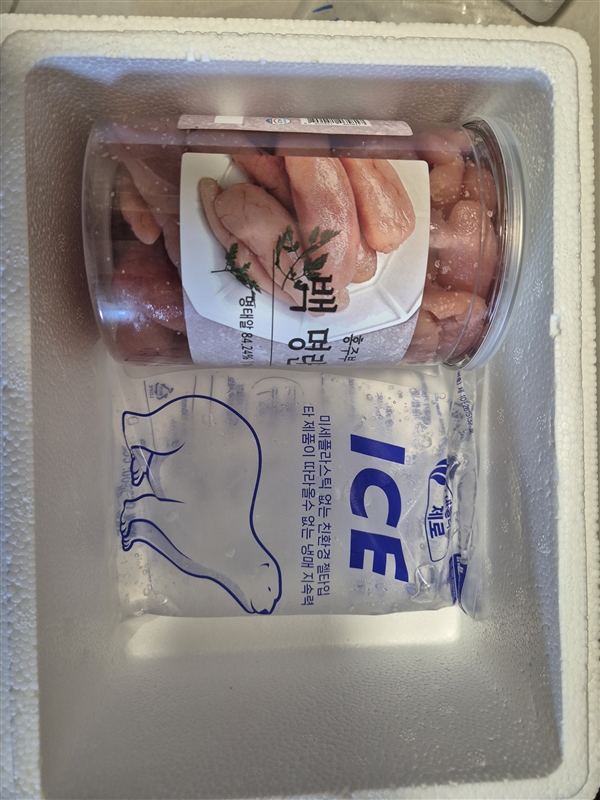 홍주
백 명란
명태알 84.24%
ICE
미세플라스틱 없는 친환경 젤타입
타 제품이 따라올수 없는 냉매 지속력
제로